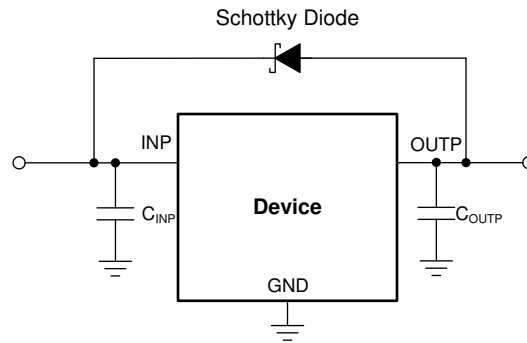 Schottky Diode
INP
OUTP
CINP
Device
COUTP
GND